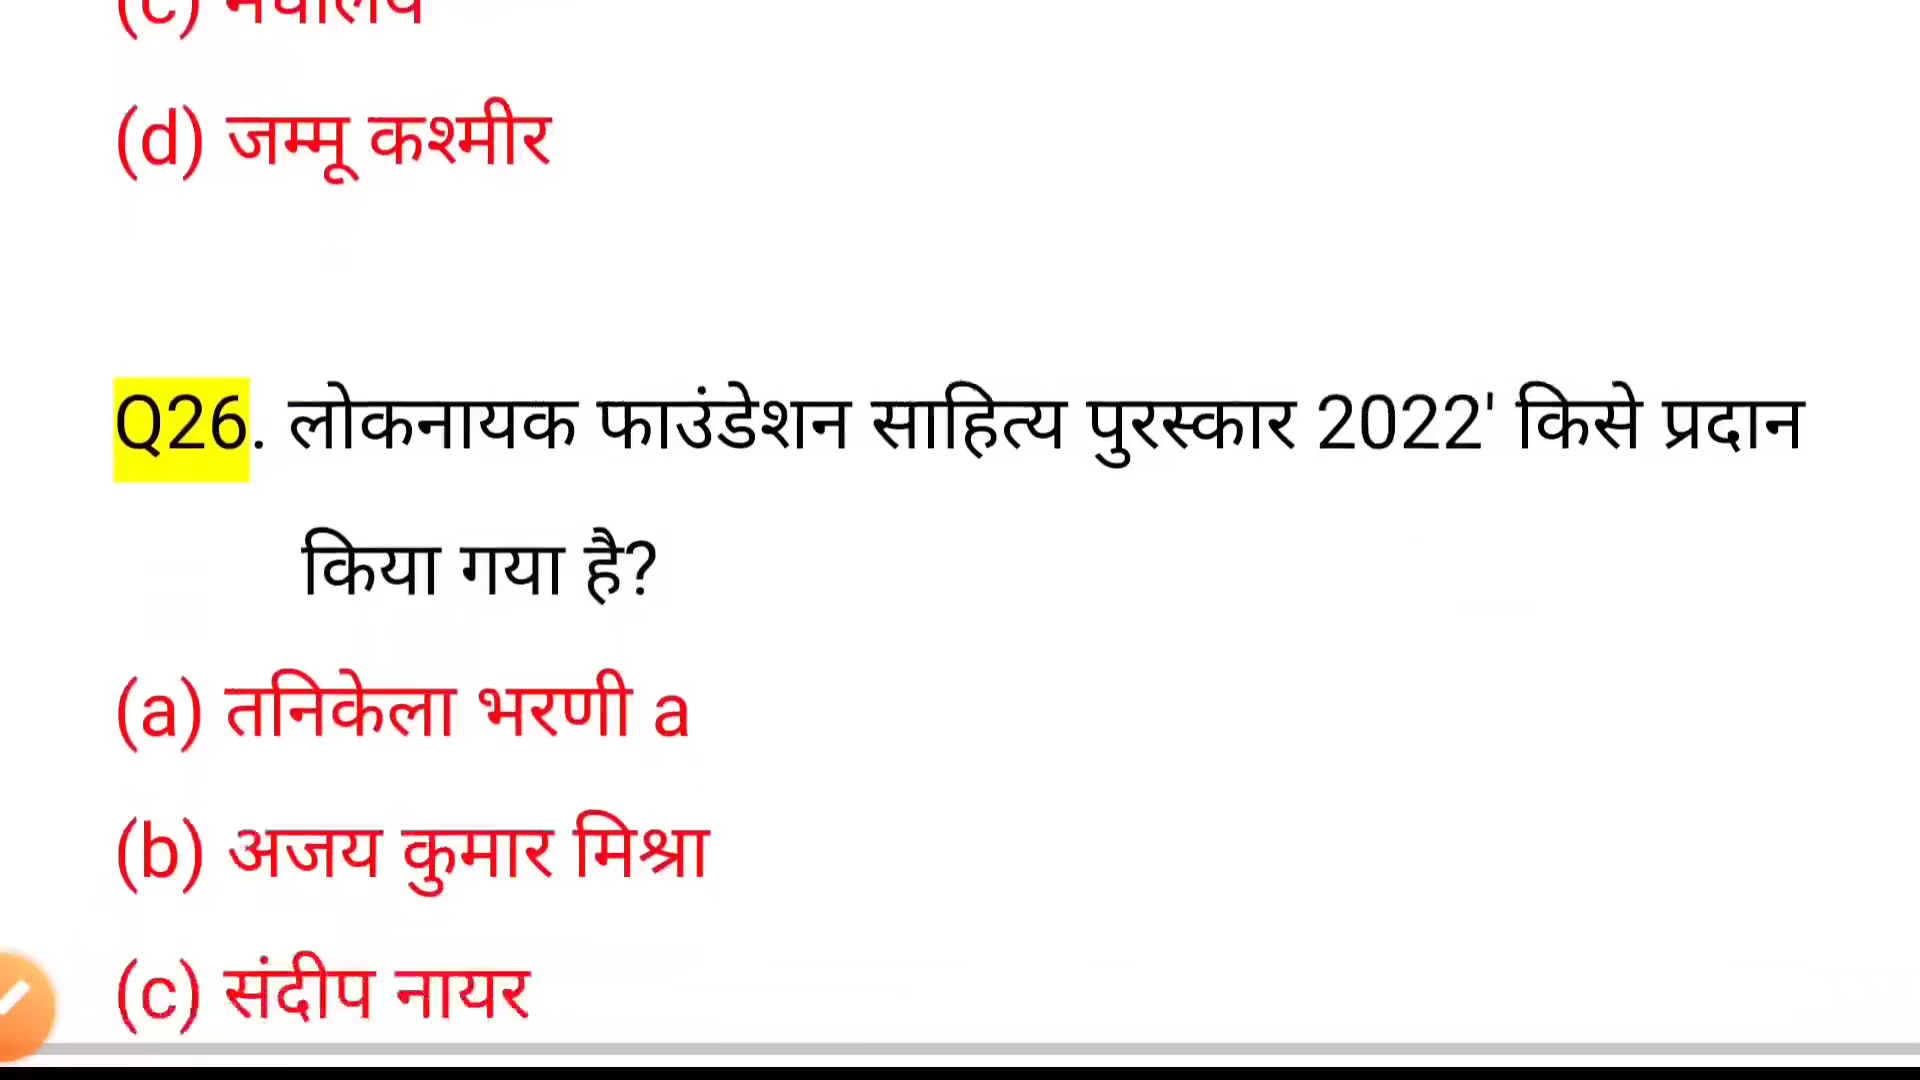 (d) जम्मू कश्मीर
Q26. लोकनायक फाउंडेशन साहित्य पुरस्कार 2022' किसे प्रदान
किया गया है?
(a) तनिकेला भरणी a
(b) अजय कुमार मिश्रा
(c) संदीप नायर